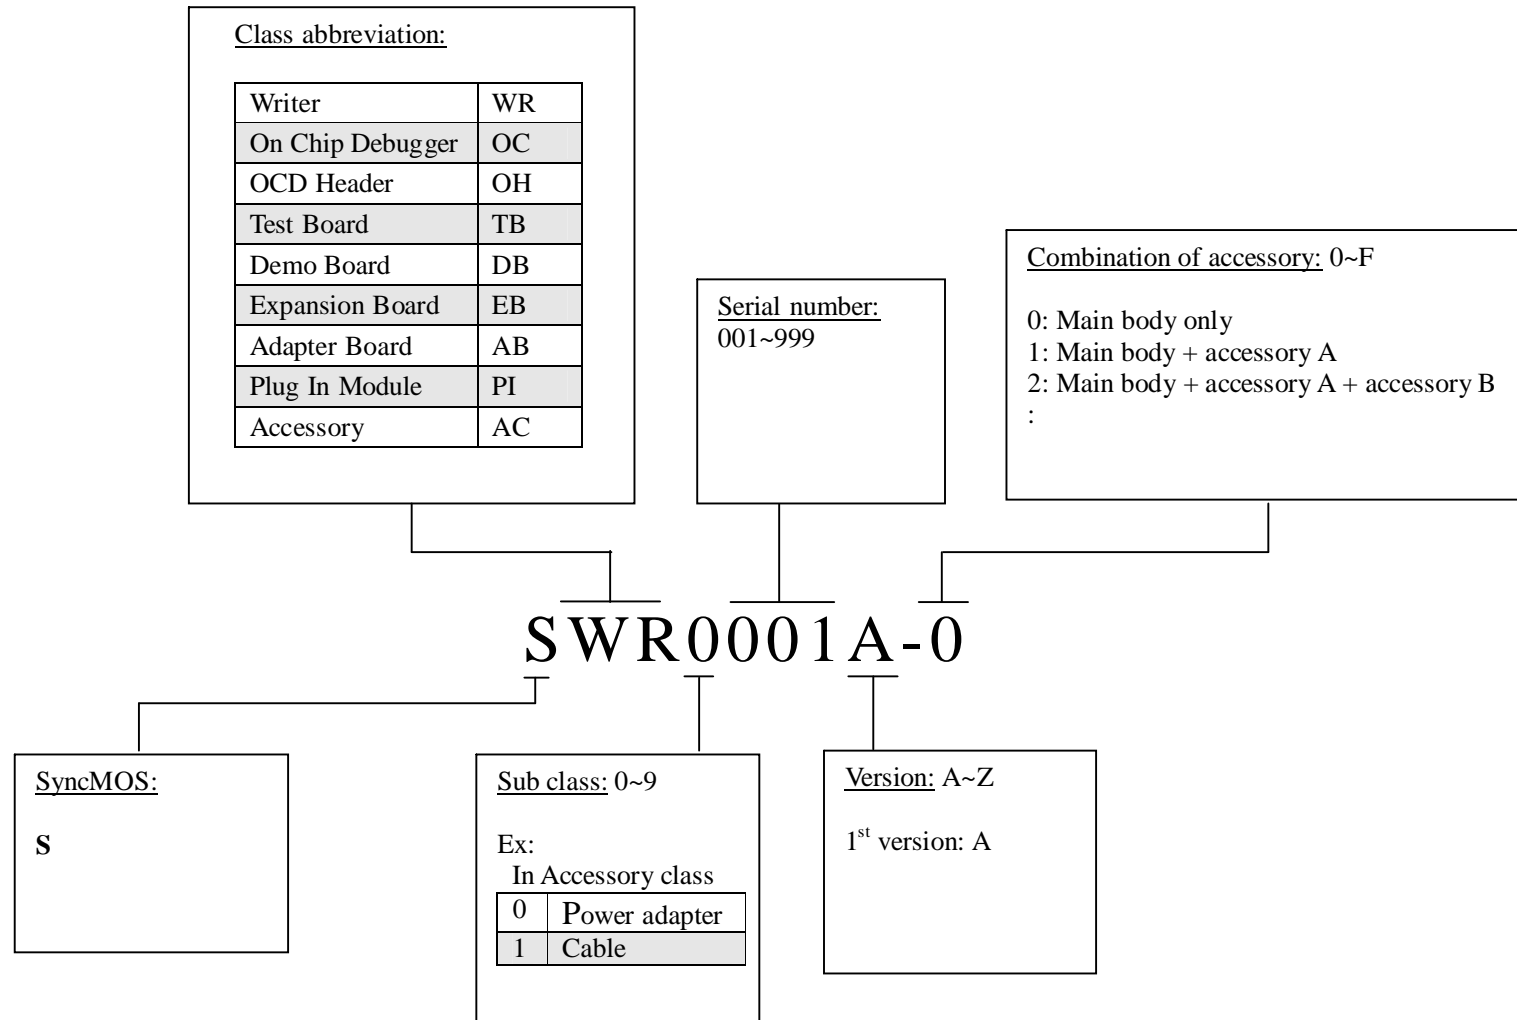 Class abbreviation:
Writer WR
On Chip Debugger OC
OCD Header OH
Test Board TB
Demo Board DB
Expansion Board EB
Adapter Board AB
Plug In Module PI
Accessory AC
Serial number:
001~999
Combination of accessory: 0~F
0: Main body only
1: Main body + accessory A
2: Main body + accessory A + accessory B
:
SWR0001A-0
SyncMOS:
S
Sub class: 0~9
Ex:
In Accessory class
0 Power adapter
1 Cable
Version: A~Z
1st version: A